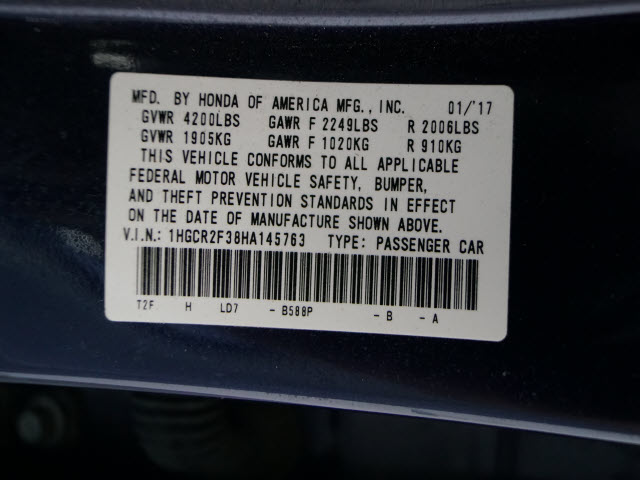 MFD. BY HONDA OF AMERICA MFG., INC. 01/'17
GVWR 4200LBS GAWR F 2249LBS R 2006LBS
GVWR 1905KG GAWR F 1020KG R 910KG
THIS VEHICLE CONFORMS TO ALL APPLICABLE
FEDERAL MOTOR VEHICLE SAFETY, BUMPER,
AND THEFT PREVENTION STANDARDS IN EFFECT
ON THE DATE OF MANUFACTURE SHOWN ABOVE.
V.I.N.: 1HGCR2F38HA145763 TYPE: PASSENGER CAR
T2F H LD7 - B588P - B - A